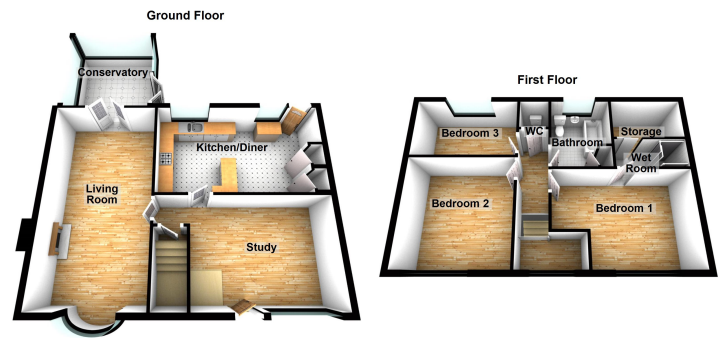 Ground Floor
Conservatory
Kitchen/Diner
Living
Room
Study
First Floor
Bedroom 3
WC
Bathroom
Storage
Wet
Room
Bedroom 2
Bedroom 1